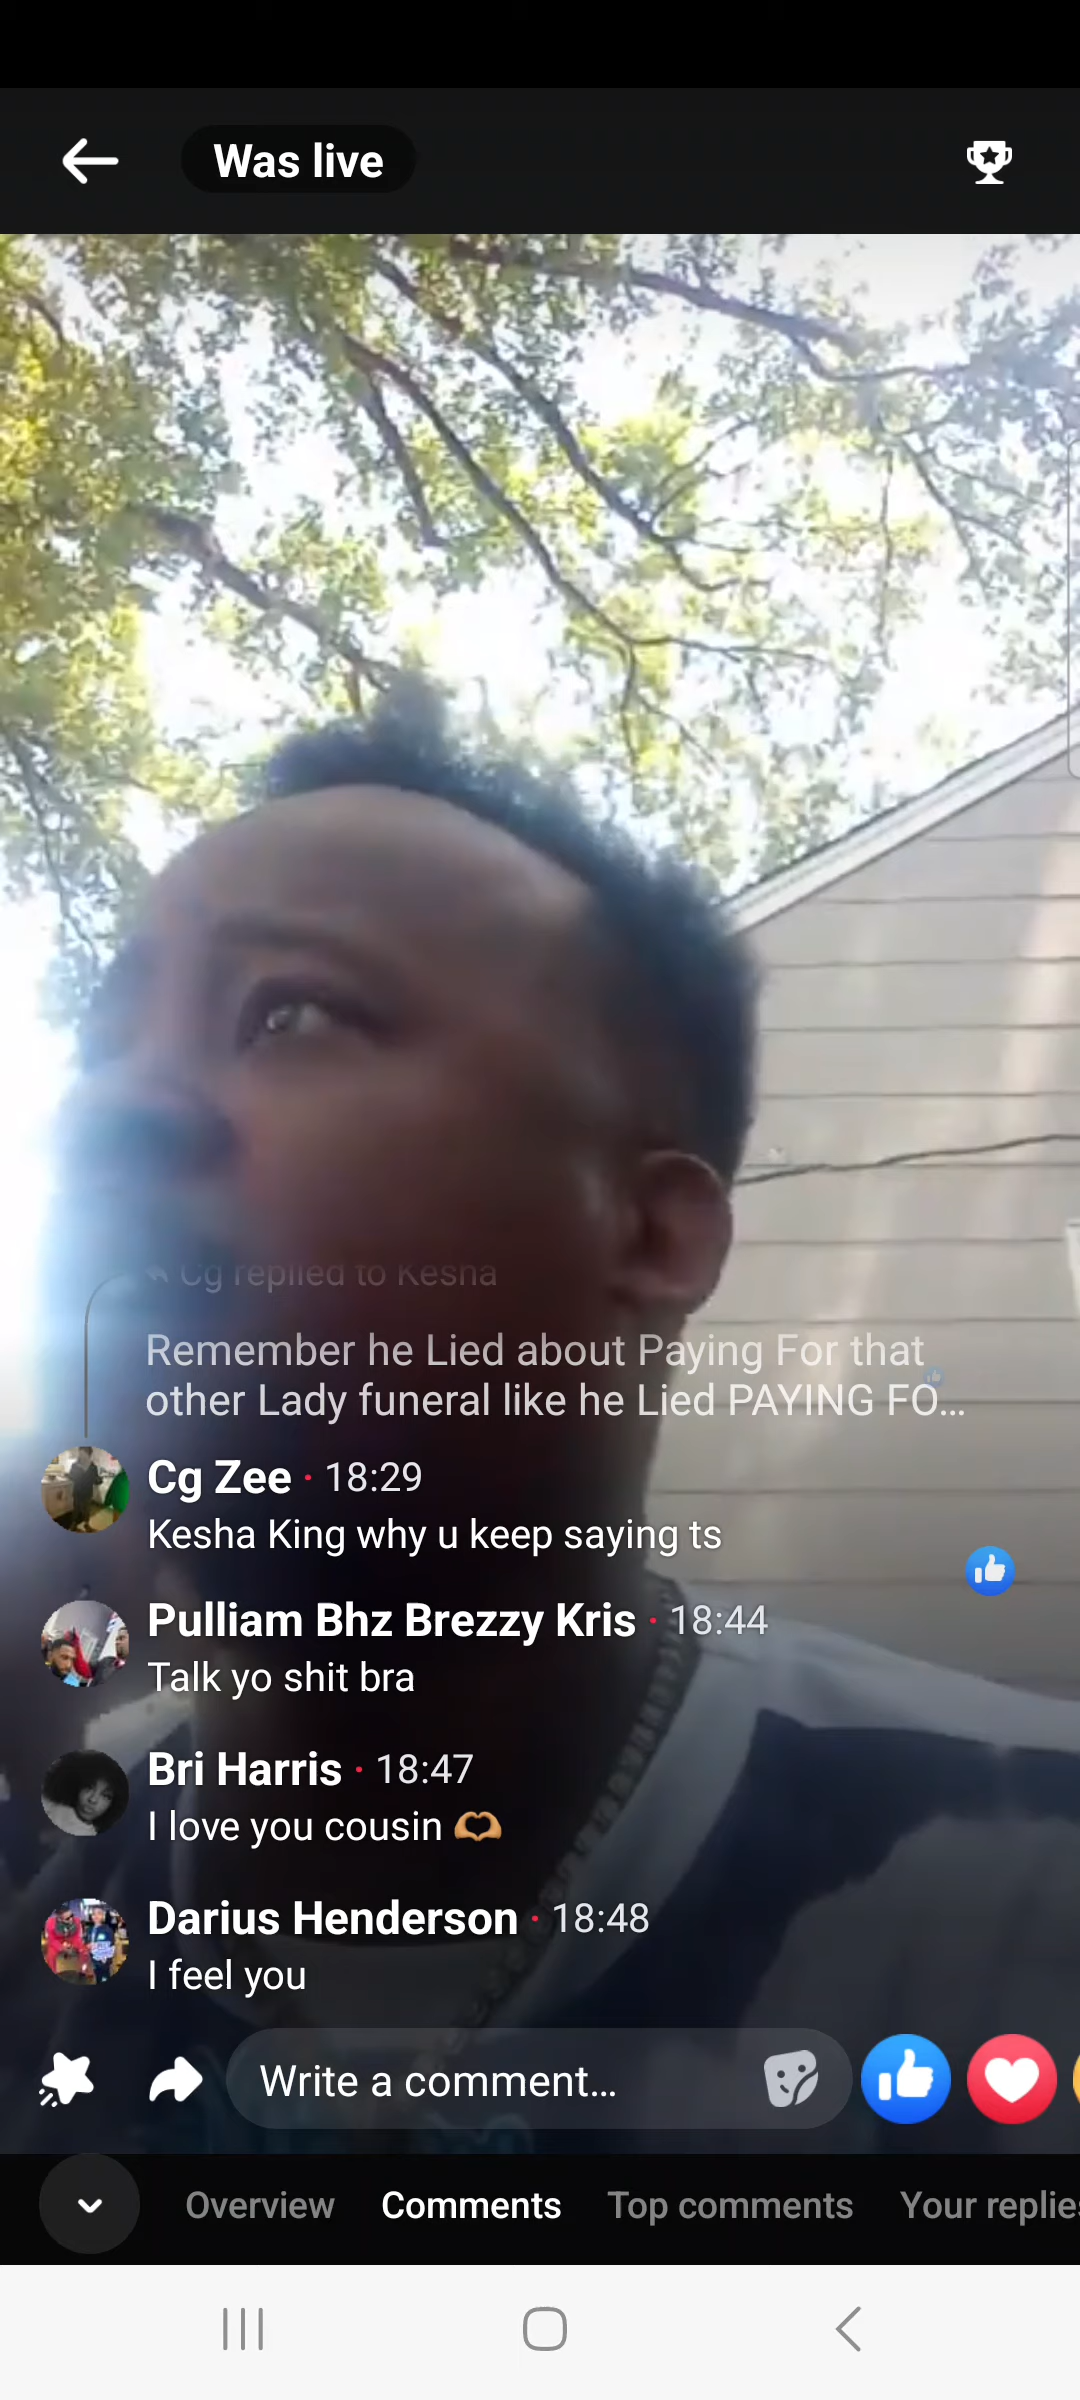 Was live
Cg replied to Kesha
Remember he Lied about Paying For that
other Lady funeral like he Lied PAYING FO...
Cg Zee · 18:29
Kesha King why u keep saying ts
Pulliam Bhz Brezzy Kris · 18:44
Talk yo shit bra
Bri Harris · 18:47
I love you cousin 🫶🏽
Darius Henderson · 18:48
I feel you
Write a comment...
Overview Comments Top comments Your replies